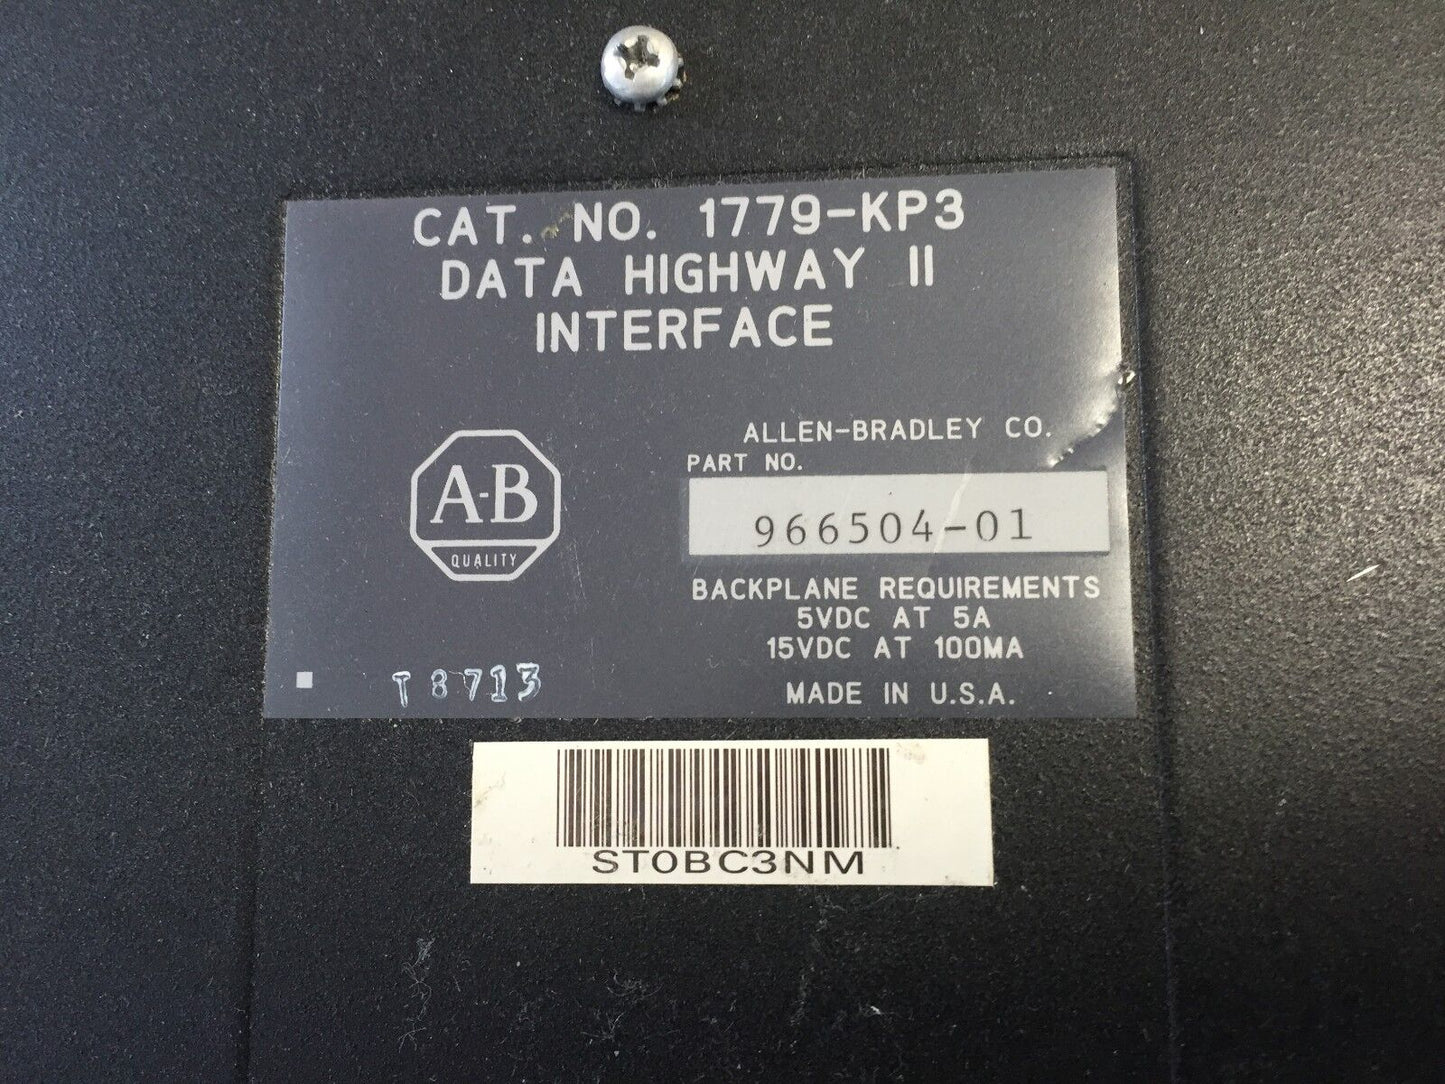 CAT. NO. 1779-KP3
DATA HIGHWAY II
INTERFACE
ALLEN-BRADLEY CO.
PART NO.
966504-01
A-B
QUALITY
BACKPLANE REQUIREMENTS
5VDC AT 5A
15VDC AT 100MA
T8713
MADE IN U.S.A.
ST0BC3NM